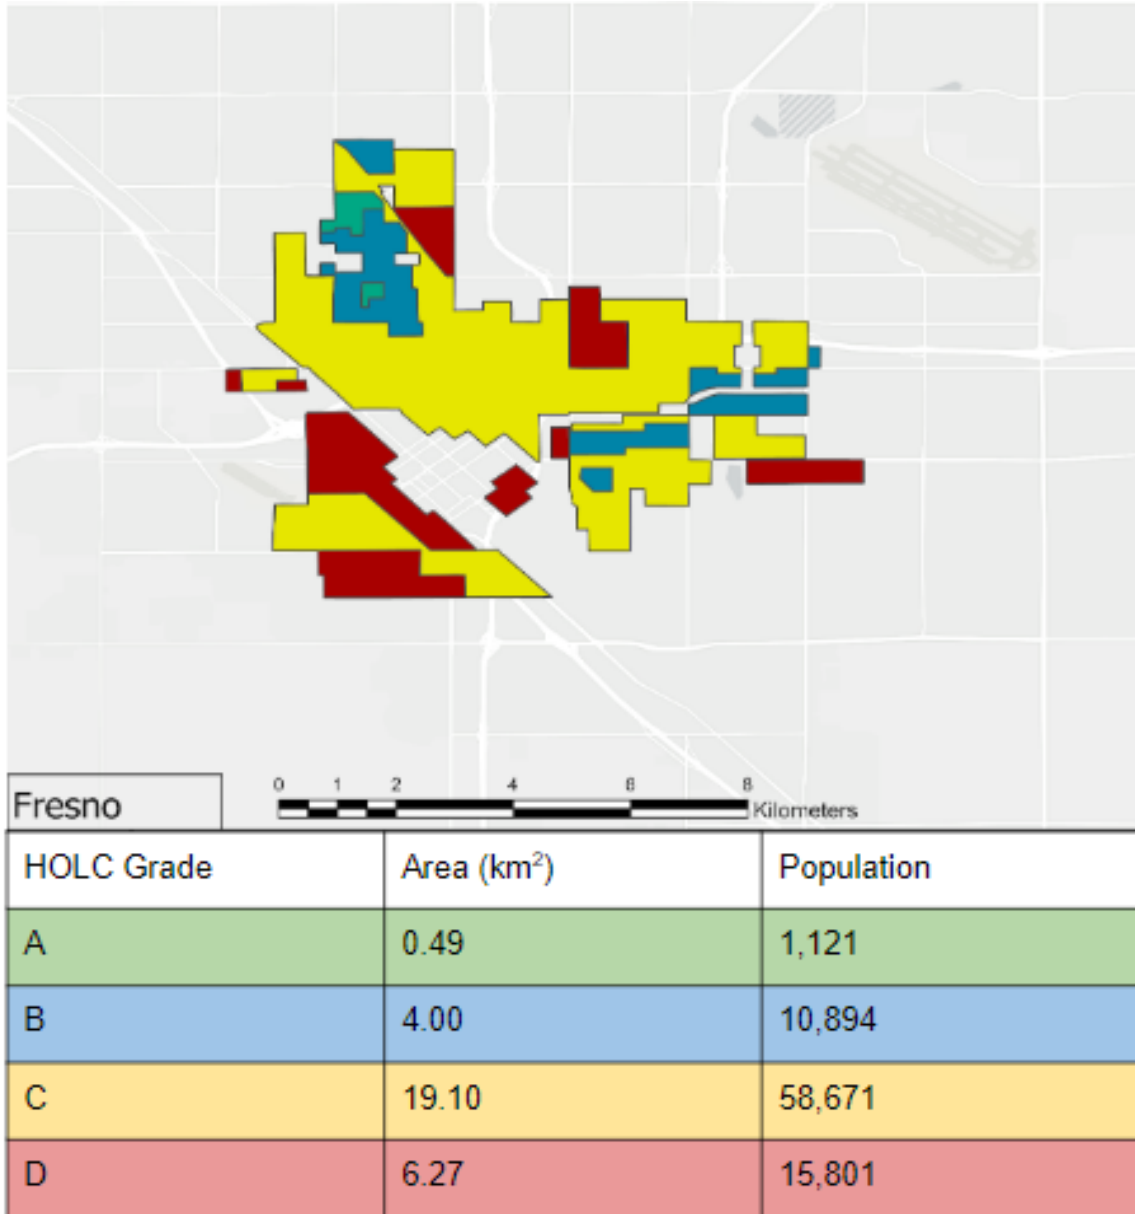 0 1 2 4 6 8
Kilometers
Fresno
HOLC Grade Area (km²) Population
A 0.49 1,121
B 4.00 10,894
C 19.10 58,671
D 6.27 15,801